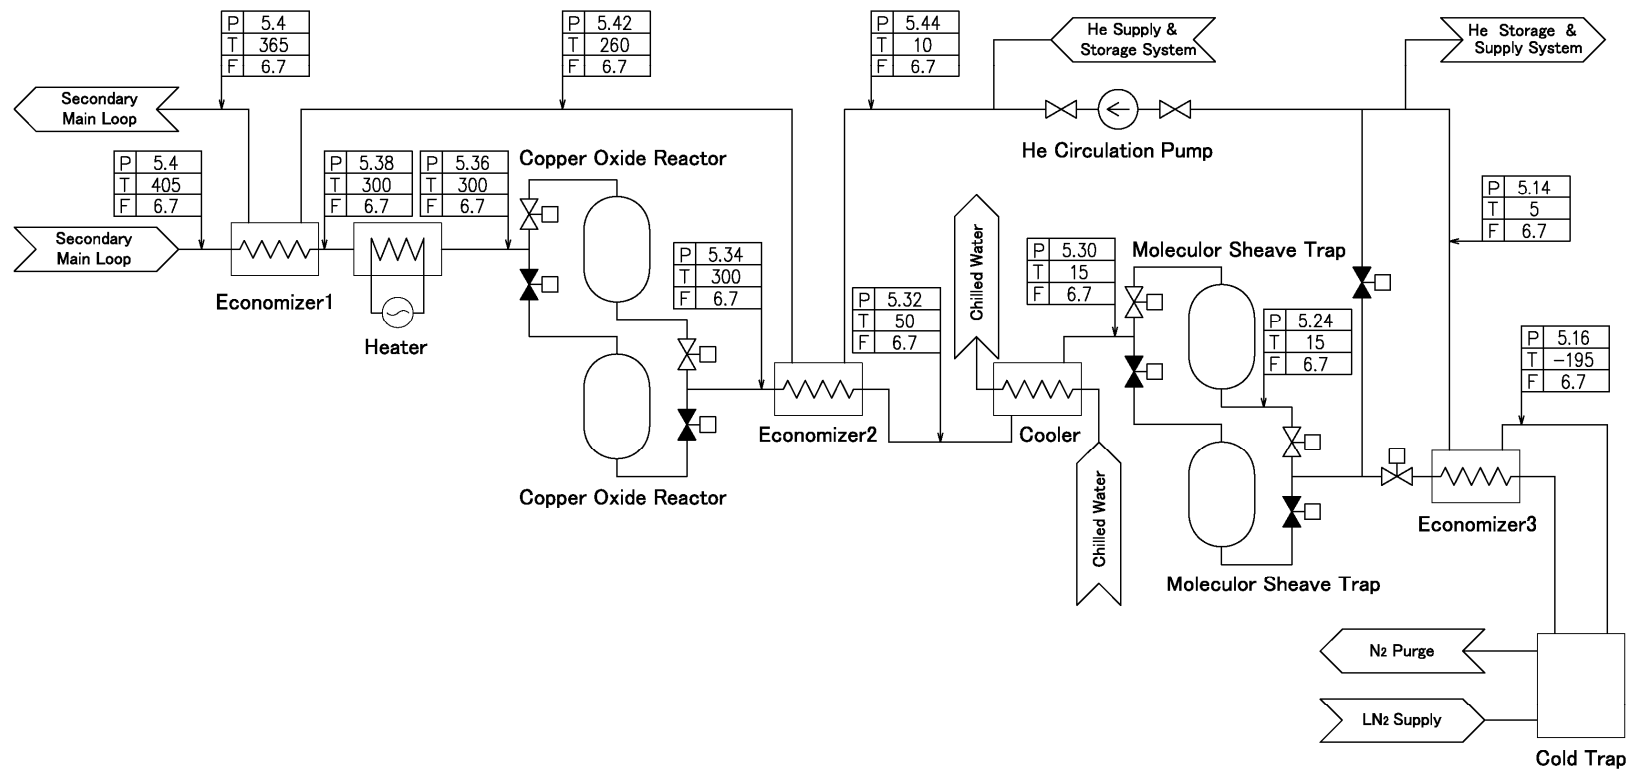 P 5.4
T 365
F 6.7
P 5.42
T 260
F 6.7
P 5.44
T 10
F 6.7
He Supply &
Storage System
He Storage &
Supply System
Secondary
Main Loop
He Circulation Pump
P 5.4
T 405
F 6.7
P 5.38
T 300
F 6.7
P 5.36
T 300
F 6.7
Copper Oxide Reactor
P 5.14
T 5
F 6.7
Secondary
Main Loop
Economizer1
Heater
P 5.34
T 300
F 6.7
P 5.32
T 50
F 6.7
Chilled Water
P 5.30
T 15
F 6.7
Moleculor Sheave Trap
P 5.24
T 15
F 6.7
P 5.16
T -195
F 6.7
Economizer2
Cooler
Copper Oxide Reactor
Chilled Water
Economizer3
Moleculor Sheave Trap
N2 Purge
LN2 Supply
Cold Trap